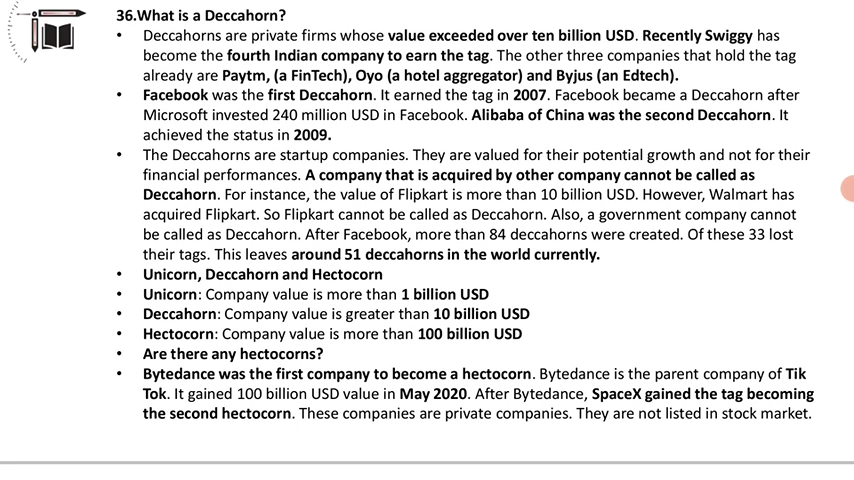 36.What is a Deccahorn?
• Deccahorns are private firms whose value exceeded over ten billion USD. Recently Swiggy has
become the fourth Indian company to earn the tag. The other three companies that hold the tag
already are Paytm, (a FinTech), Oyo (a hotel aggregator) and Byjus (an Edtech).
• Facebook was the first Deccahorn. It earned the tag in 2007. Facebook became a Deccahorn after
Microsoft invested 240 million USD in Facebook. Alibaba of China was the second Deccahorn. It
achieved the status in 2009.
• The Deccahorns are startup companies. They are valued for their potential growth and not for their
financial performances. A company that is acquired by other company cannot be called as
Deccahorn. For instance, the value of Flipkart is more than 10 billion USD. However, Walmart has
acquired Flipkart. So Flipkart cannot be called as Deccahorn. Also, a government company cannot
be called as Deccahorn. After Facebook, more than 84 deccahorns were created. Of these 33 lost
their tags. This leaves around 51 deccahorns in the world currently.
• Unicorn, Deccahorn and Hectocorn
• Unicorn: Company value is more than 1 billion USD
• Deccahorn: Company value is greater than 10 billion USD
• Hectocorn: Company value is more than 100 billion USD
• Are there any hectocorns?
• Bytedance was the first company to become a hectocorn. Bytedance is the parent company of Tik
Tok. It gained 100 billion USD value in May 2020. After Bytedance, SpaceX gained the tag becoming
the second hectocorn. These companies are private companies. They are not listed in stock market.